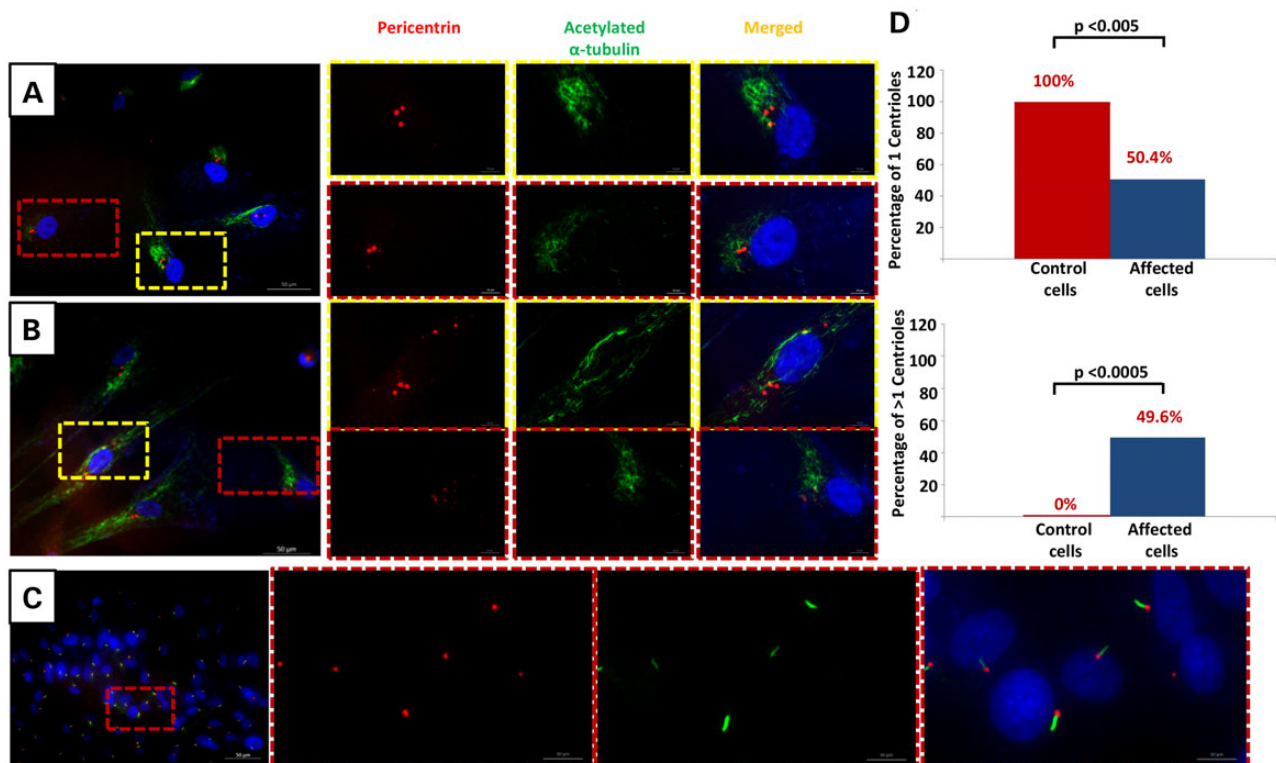 Pericentrin
Acetylated
α-tubulin
Merged
A
50 μm
B
50 μm
C
50 μm
D
p <0.005
Percentage of 1 Centrioles
120
100
80
60
40
20
100%
50.4%
Control
cells
Affected
cells
p <0.0005
Percentage of >1 Centrioles
120
100
80
60
40
20
0%
49.6%
Control
cells
Affected
cells